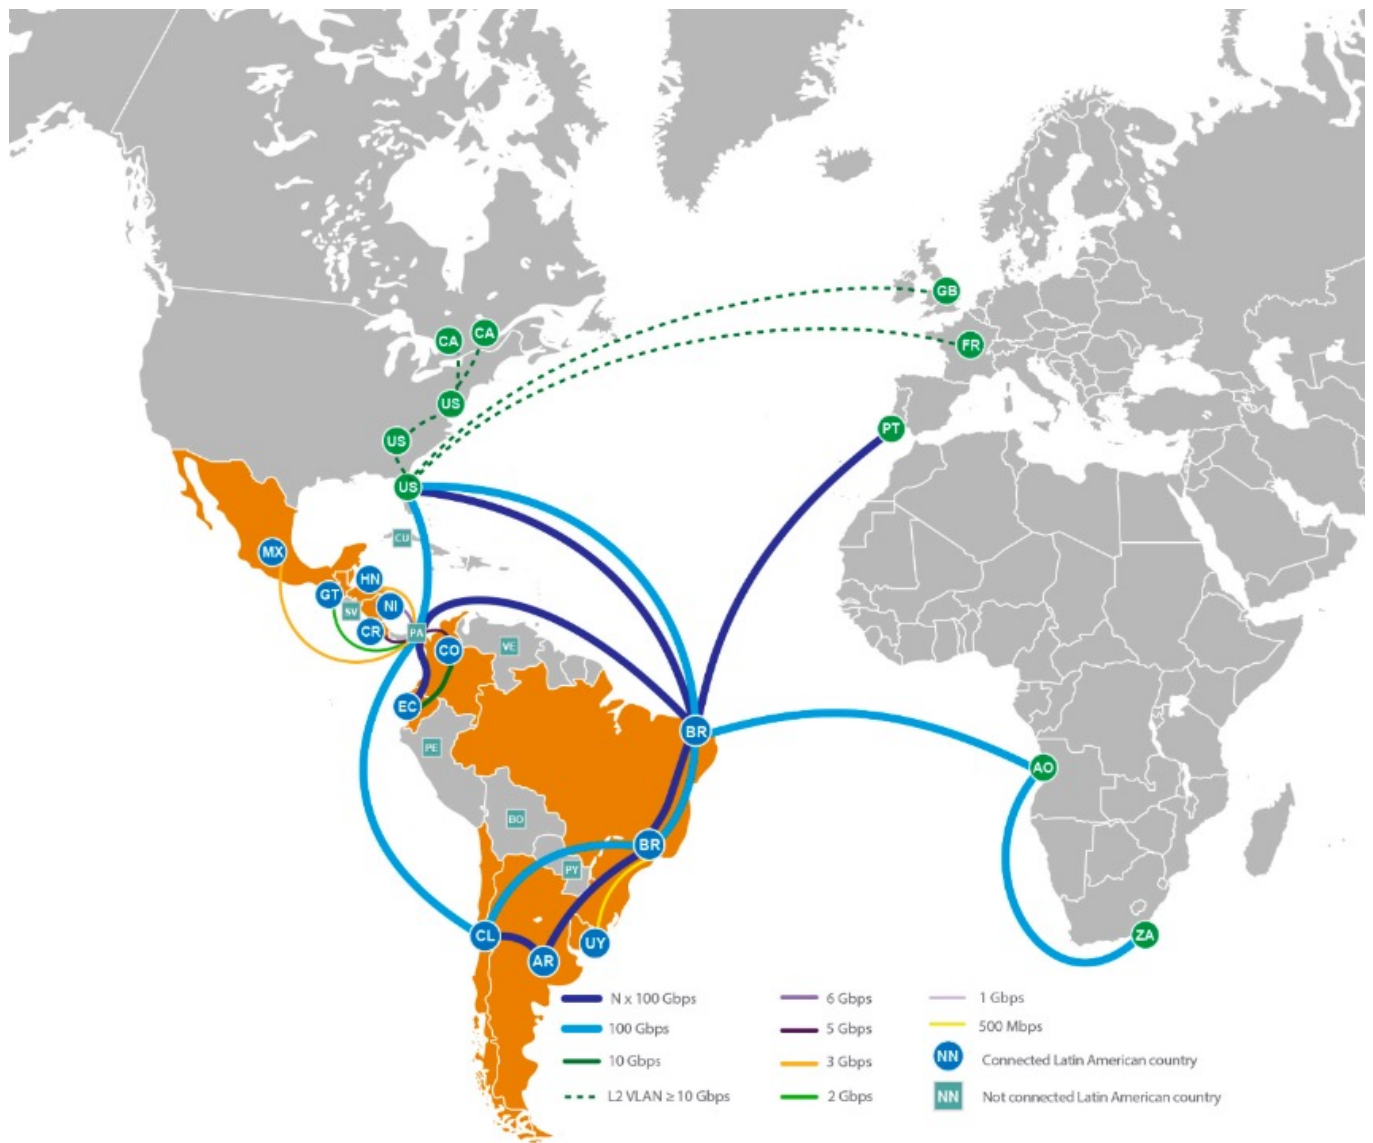 GB
CA
CA
FR
US
PT
US
US
CU
MX
HN
GT
NI
SV
CR
PA
VE
CO
EC
BR
PE
AO
BO
BR
PY
CL
ZA
UY
AR
N x 100 Gbps
6 Gbps
1 Gbps
100 Gbps
5 Gbps
500 Mbps
10 Gbps
3 Gbps
NN
Connected Latin American country
L2 VLAN ≥ 10 Gbps
2 Gbps
NN
Not connected Latin American country